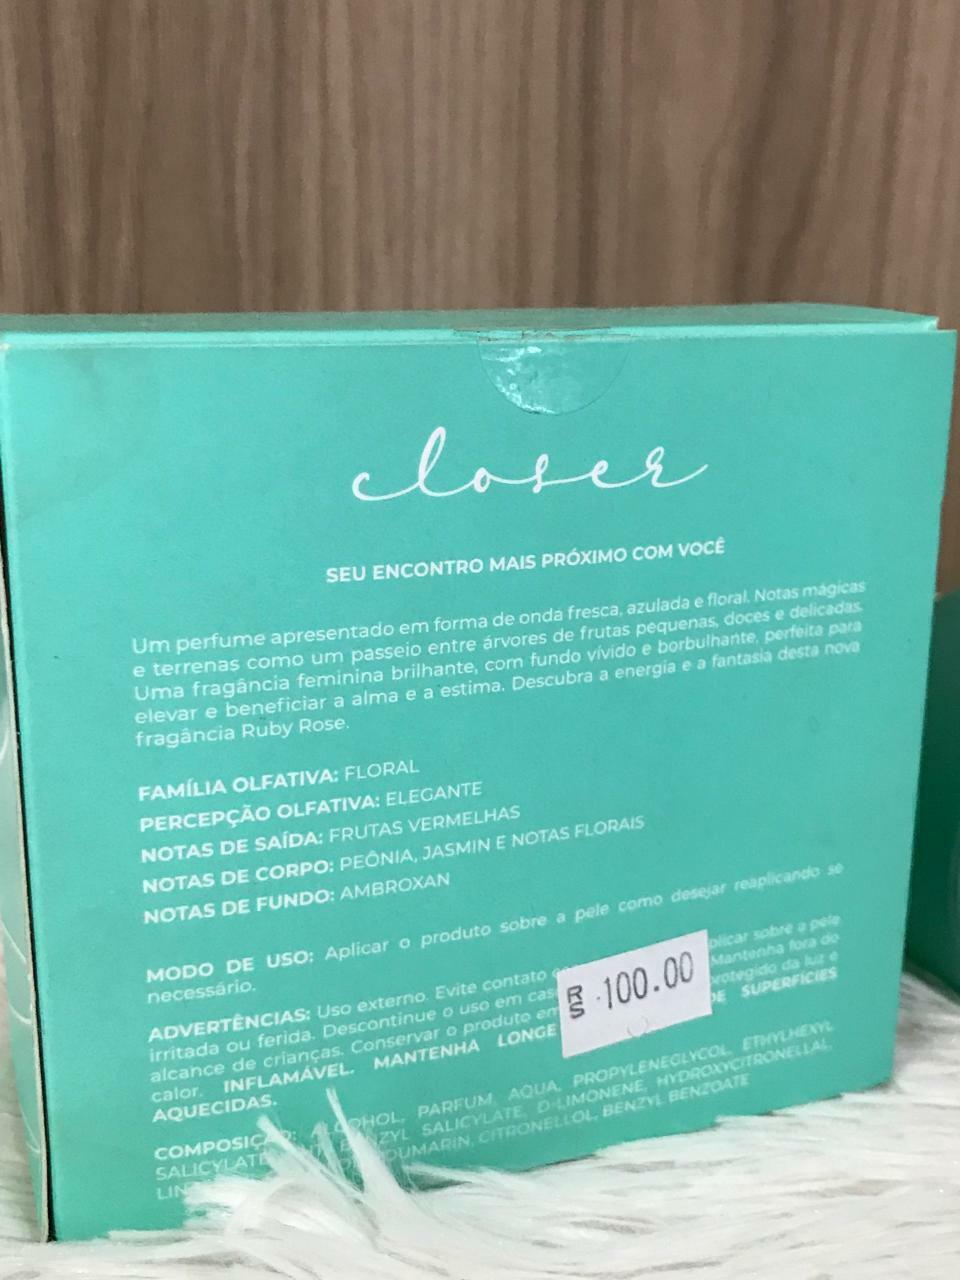 closer
SEU ENCONTRO MAIS PRÓXIMO COM VOCÊ
Um perfume apresentado em forma de onda fresca, azulada e floral. Notas mágicas
e terrenas como um passeio entre árvores de frutas pequenas, doces e delicadas.
Uma fragância feminina brilhante, com fundo vívido e borbulhante, perfeita para
elevar e beneficiar a alma e a estima. Descubra a energia e a fantasia desta nova
fragância Ruby Rose.
FAMÍLIA OLFATIVA: FLORAL
PERCEPÇÃO OLFATIVA: ELEGANTE
NOTAS DE SAÍDA: FRUTAS VERMELHAS
NOTAS DE CORPO: PEÔNIA, JASMIN E NOTAS FLORAIS
NOTAS DE FUNDO: AMBROXAN
MODO DE USO: Aplicar o produto sobre a pele como desejar reaplicando se
necessário.
ADVERTÊNCIAS: Uso externo. Evite contato sobre a pele
irritada ou ferida. Descontinue o uso em Mantenha fora do
alcance de crianças. Conservar o produto protegido da luz e
calor. INFLAMÁVEL. MANTENHA LONGE DE SUPERFÍCIES
AQUECIDAS.
R$ 100.00
PARFUM, AQUA, PROPYLENEGLYCOL, ETHYLHEXYL
BENZYL SALICYLATE, D-LIMONENE, HYDROXYCITRONELLAL,
CITRONELLOL, BENZYL BENZOATE